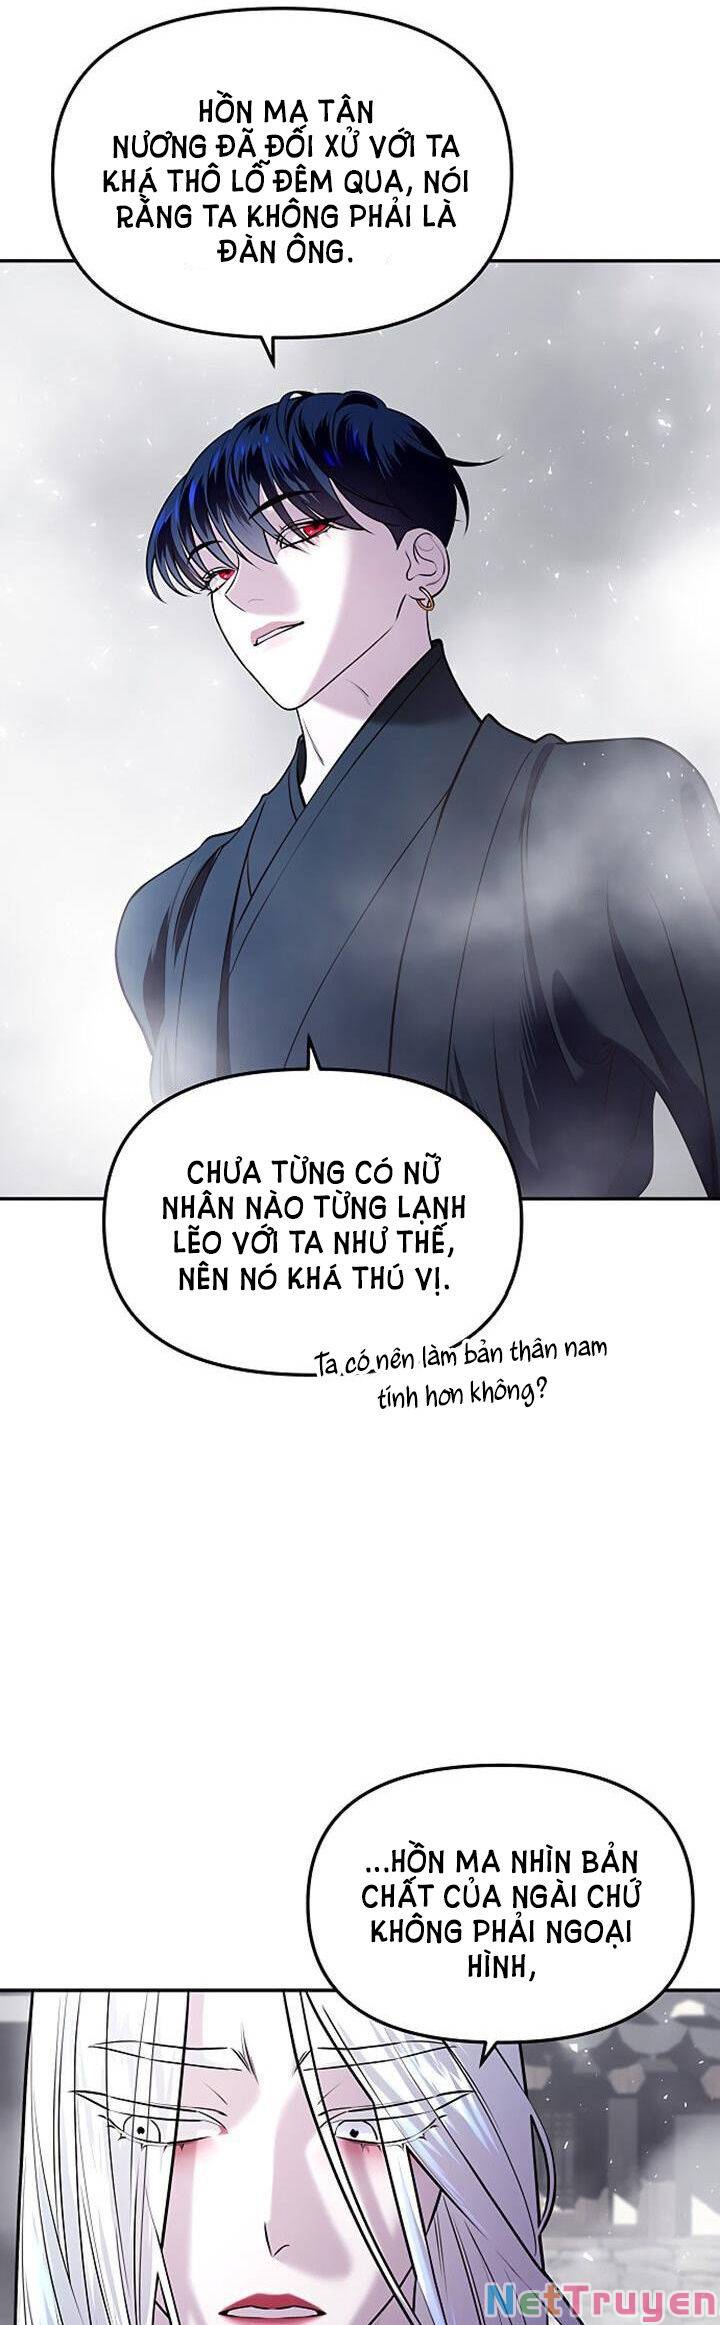 HỒN MA TÂN
NƯƠNG ĐÃ ĐỐI XỬ VỚI TA
KHÁ THÔ LỖ ĐÊM QUA, NÓI
RẰNG TA KHÔNG PHẢI LÀ
ĐÀN ÔNG.
CHƯA TỪNG CÓ NỮ
NHÂN NÀO TỪNG LẠNH
LẼO VỚI TA NHƯ THẾ,
NÊN NÓ KHÁ THÚ VỊ.
Ta có nên làm bản thân nam
tính hơn không?
...HỒN MA NHÌN BẢN
CHẤT CỦA NGÀI CHỨ
KHÔNG PHẢI NGOẠI
HÌNH,
NetTruyen